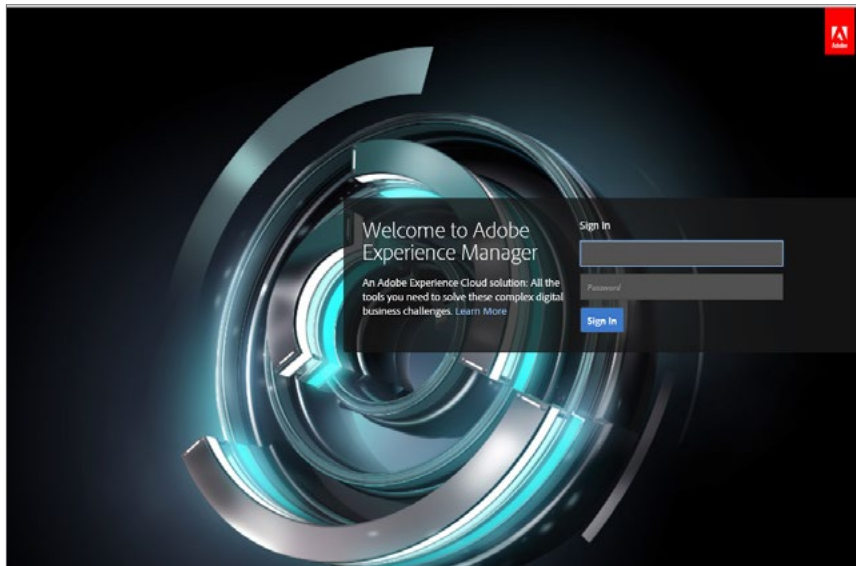 Adobe
Welcome to Adobe
Experience Manager
An Adobe Experience Cloud solution: All the
tools you need to solve these complex digital
business challenges. Learn More
Sign In
Password
Sign In